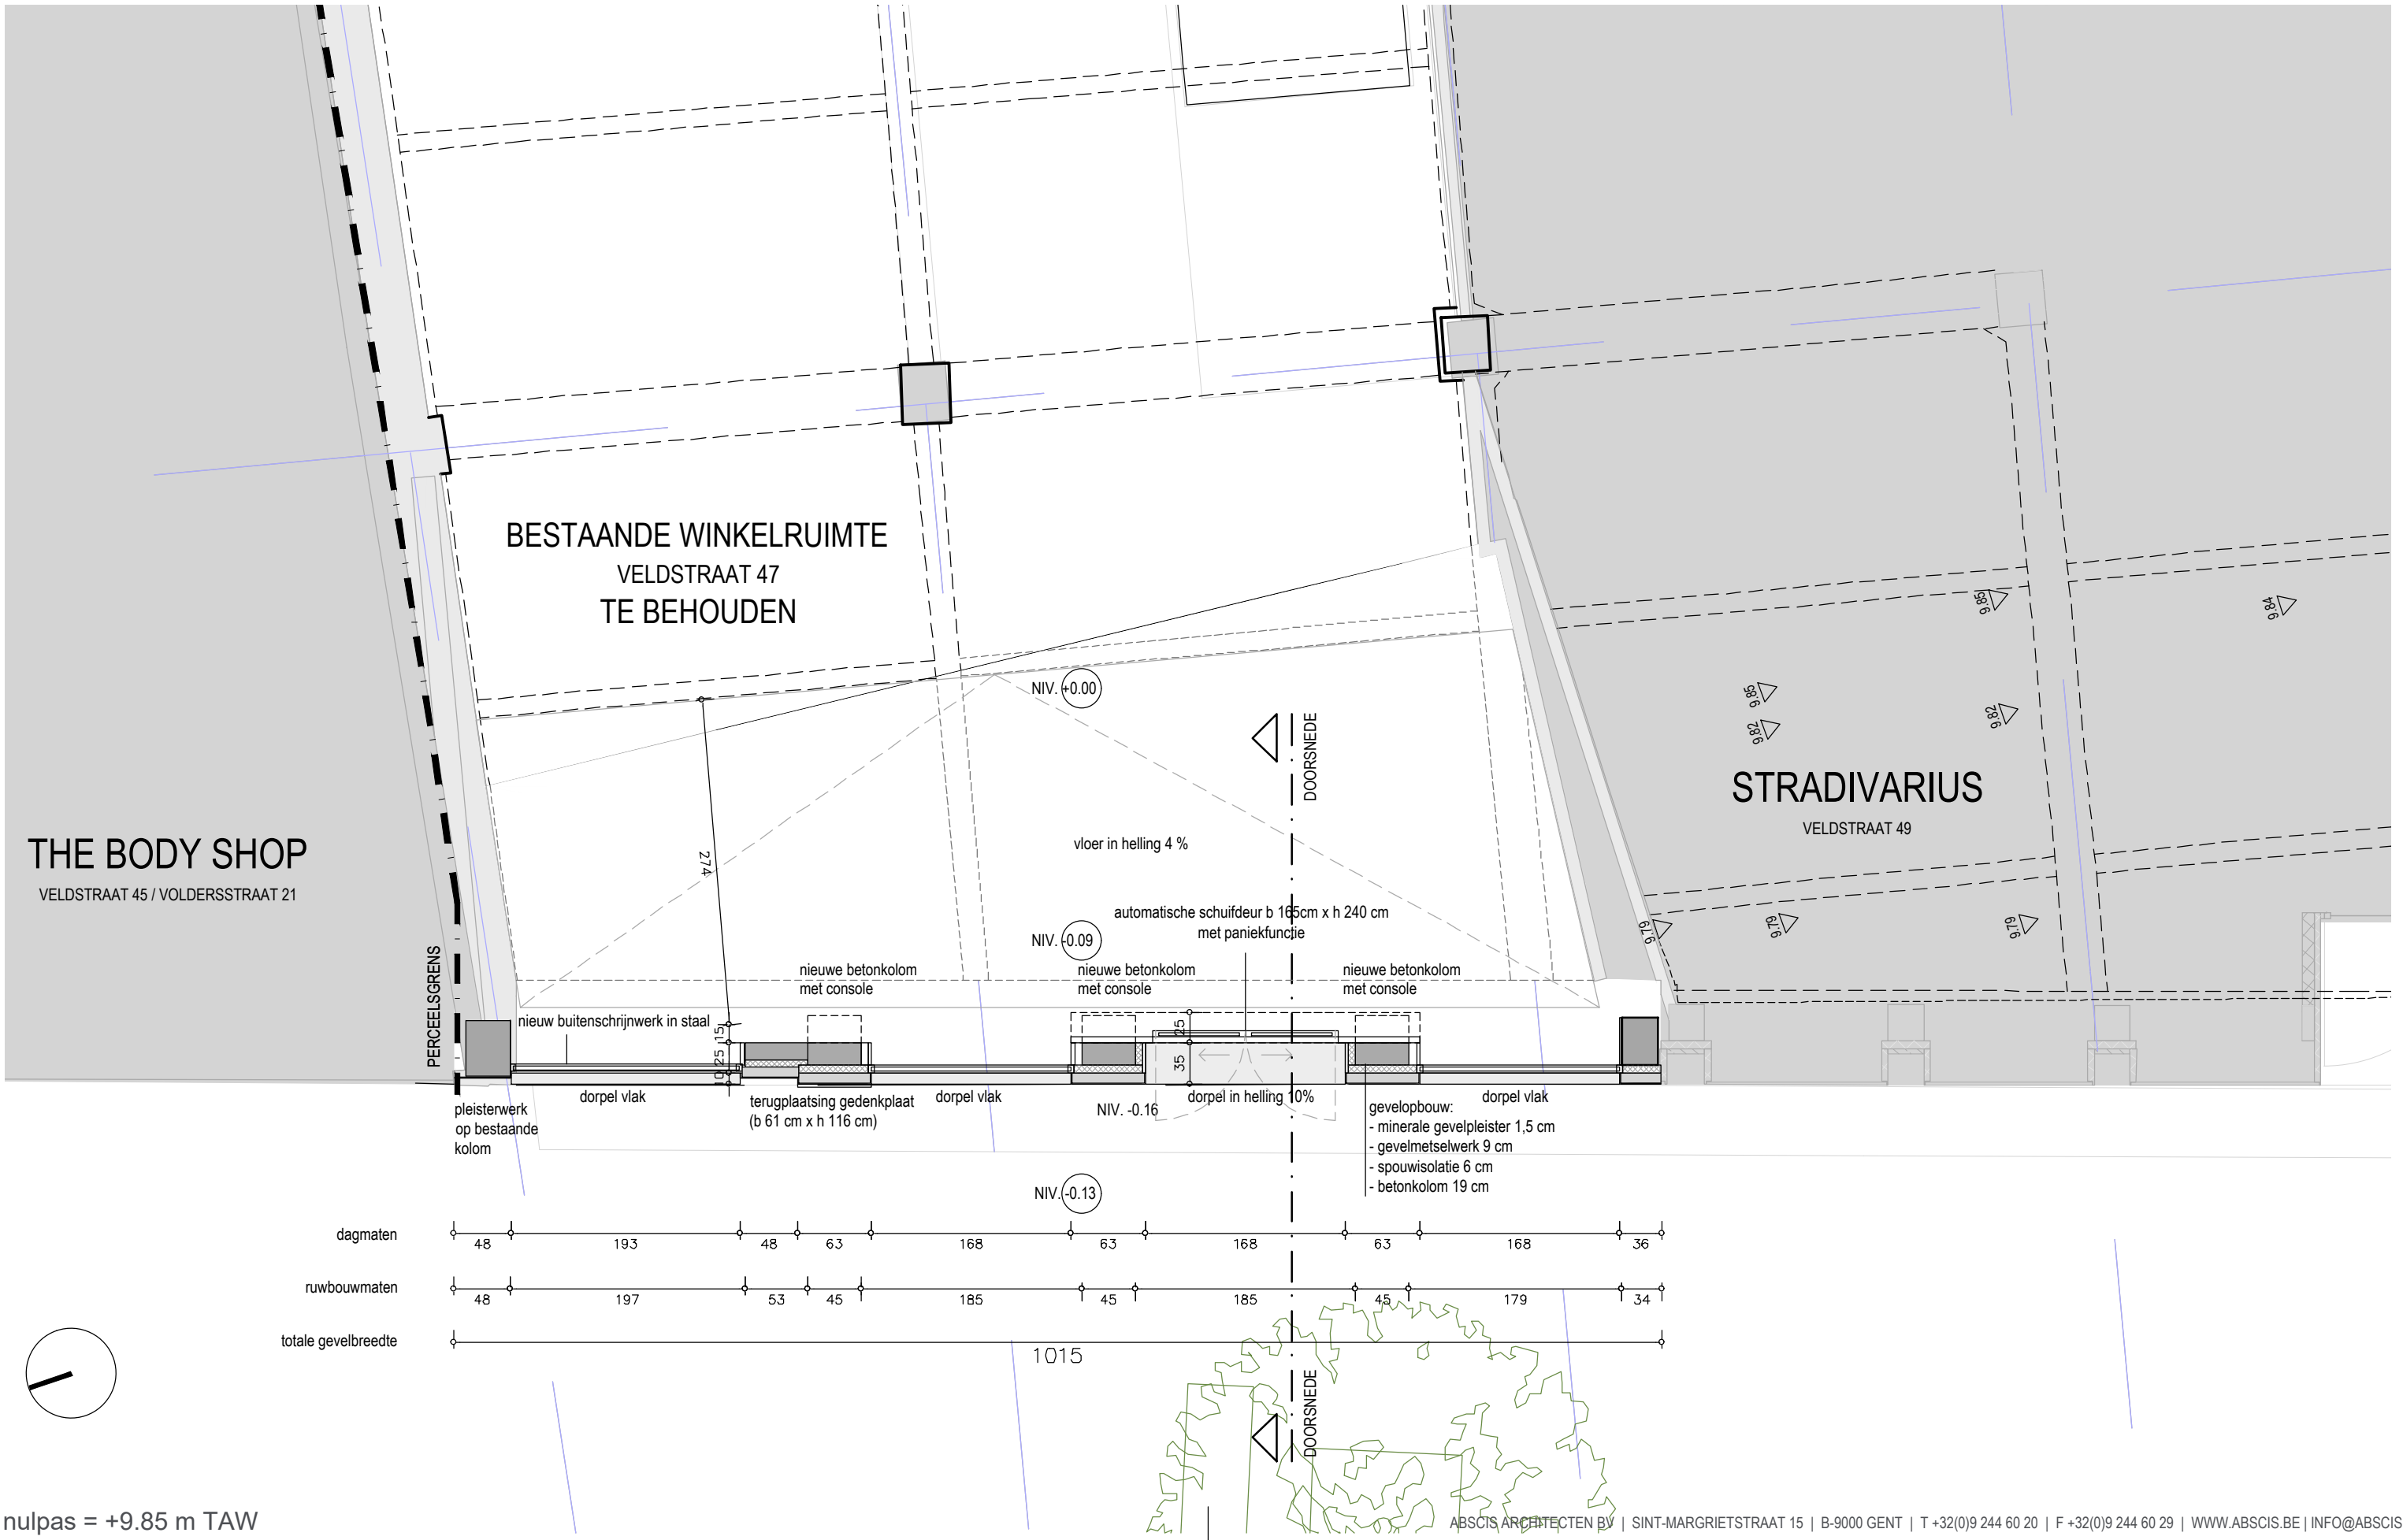 BESTAANDE WINKELRUIMTE
VELDSTRAAT 47
TE BEHOUDEN
NIV. +0.00
DOORSNEDE
9.85
9.84
9.85
9.82
9.82
STRADIVARIUS
VELDSTRAAT 49
THE BODY SHOP
VELDSTRAAT 45 / VOLDERSSTRAAT 21
274
vloer in helling 4 %
automatische schuifdeur b 165cm x h 240 cm
met paniekfunctie
9.79
9.79
9.79
NIV. -0.09
PERCEELSGRENS
nieuwe betonkolom
met console
nieuwe betonkolom
met console
nieuwe betonkolom
met console
nieuw buitenschrijnwerk in staal
15
25
10
25
35
dorpel vlak
dorpel vlak
dorpel in helling 10%
dorpel vlak
pleisterwerk
op bestaande
kolom
terugplaatsing gedenkplaat
(b 61 cm x h 116 cm)
NIV. -0.16
gevelopbouw:
- minerale gevelpleister 1,5 cm
- gevelmetselwerk 9 cm
- spouwisolatie 6 cm
- betonkolom 19 cm
NIV. -0.13
dagmaten
48 193 48 63 168 63 168 63 168 36
ruwbouwmaten
48 197 53 45 185 45 185 45 179 34
totale gevelbreedte
1015
DOORSNEDE
nulpas = +9.85 m TAW
ABSCIS ARCHITECTEN BV | SINT-MARGRIETSTRAAT 15 | B-9000 GENT | T +32(0)9 244 60 20 | F +32(0)9 244 60 29 | WWW.ABSCIS.BE | INFO@ABSCIS